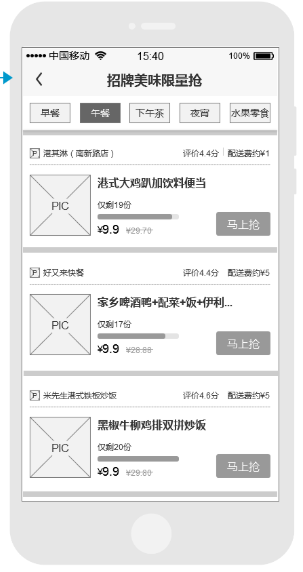 中国移动 15:40 100%
招牌美味限量抢
早餐 午餐 下午茶 夜宵 水果零食
P 湛其淋（高新路店） 评价4.4分 配送费约¥1
PIC
港式大鸡趴加饮料便当
仅剩19份
¥9.9 ¥29.70 马上抢
P 好又来快餐 评价4.4分 配送费约¥5
PIC
家乡啤酒鸭+配菜+饭+伊利...
仅剩17份
¥9.9 ¥28.88 马上抢
P 米先生港式铁板炒饭 评价4.6分 配送费约¥5
PIC
黑椒牛柳鸡排双拼炒饭
仅剩20份
¥9.9 ¥29.80 马上抢